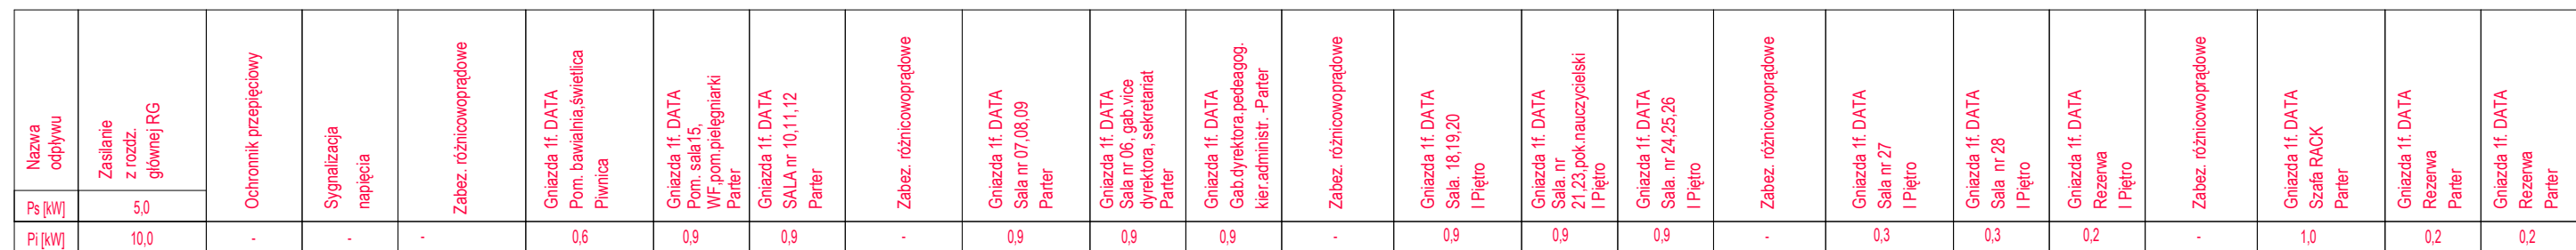 Nazwa
odpływu
Ps [kW]
Pi [kW]
Zasilanie
z rozdz.
głównej RG
5,0
10,0
Ochronnik przepięciowy
-
Sygnalizacja
napięcia
-
Zabez. różnicowoprądowe
-
Gniazda 1f. DATA
Pom. bawialnia,świetlica
Piwnica
0,6
Gniazda 1f. DATA
Pom. sala15,
WF,pom.pielęgniarki
Parter
0,9
Gniazda 1f. DATA
SALA nr 10,11,12
Parter
0,9
Zabez. różnicowoprądowe
-
Gniazda 1f. DATA
Sala nr 07,08,09
Parter
0,9
Gniazda 1f. DATA
Sala nr 06, gab.vice
dyrektora, sekretariat
Parter
0,9
Gniazda 1f. DATA
Gab.dyrektora.pedeagog.
kier.administr. -Parter
0,9
Zabez. różnicowoprądowe
-
Gniazda 1f. DATA
Sala. 18,19,20
I Piętro
0,9
Gniazda 1f. DATA
Sala. nr
21,23,pok.nauczycielski
I Piętro
0,9
Gniazda 1f. DATA
Sala. nr 24,25,26
I Piętro
0,9
Zabez. różnicowoprądowe
-
Gniazda 1f. DATA
Sala nr 27
I Piętro
0,3
Gniazda 1f. DATA
Sala nr 28
I Piętro
0,3
Gniazda 1f. DATA
Rezerwa
I Piętro
0,2
Zabez. różnicowoprądowe
-
Gniazda 1f. DATA
Szafa RACK
Parter
1,0
Gniazda 1f. DATA
Rezerwa
Parter
0,2
Gniazda 1f. DATA
Rezerwa
Parter
0,2